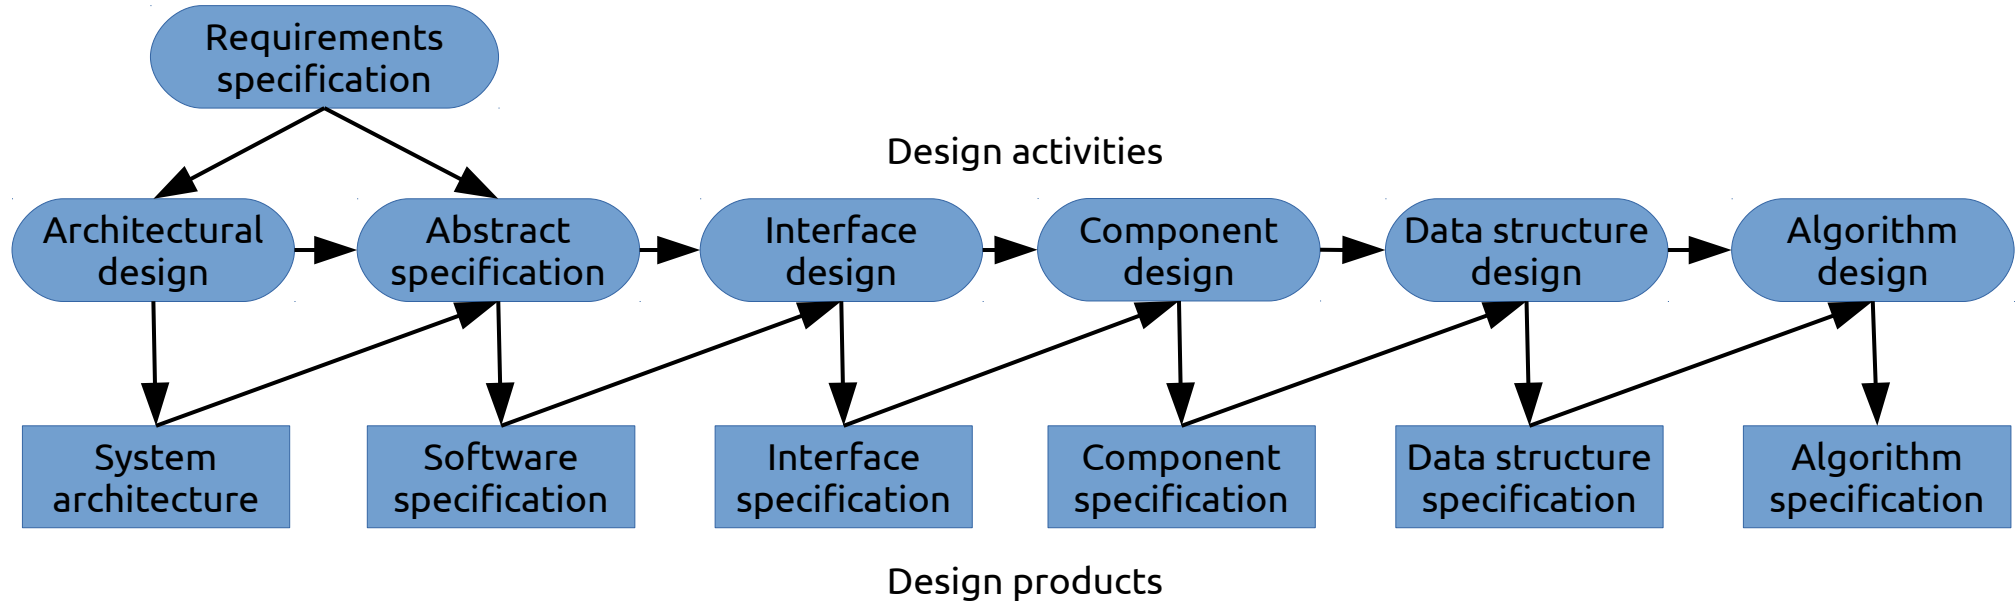 Requirements
specification
Design activities
Architectural
design
Abstract
specification
Interface
design
Component
design
Data structure
design
Algorithm
design
System
architecture
Software
specification
Interface
specification
Component
specification
Data structure
specification
Algorithm
specification
Design products